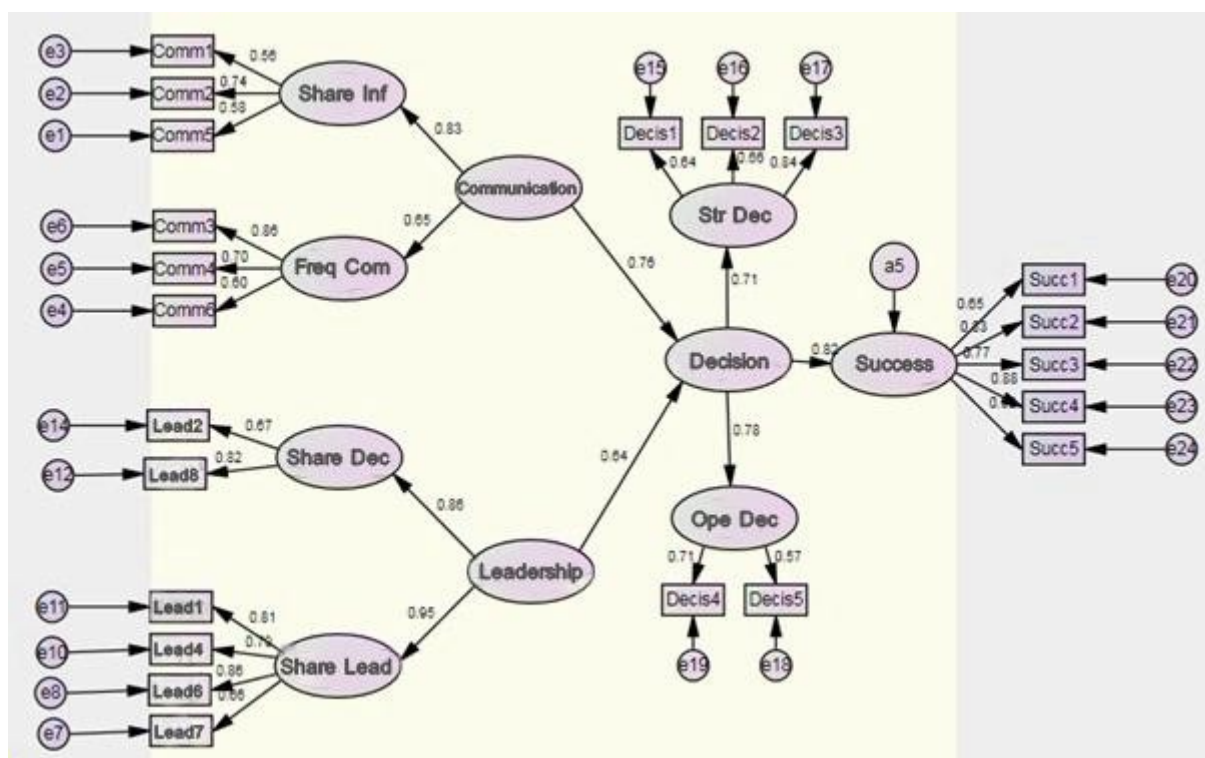 e3
Comm1
0.56
e2
Comm2
0.74
Share Inf
e1
Comm5
0.58
0.83
Communication
e6
Comm3
0.86
0.65
e5
Comm4
0.70
Freq Com
e4
Comm6
0.60
0.76
e15
e16
e17
Decis1
Decis2
Decis3
0.64
0.66
0.84
Str Dec
0.71
a5
Decision
0.82
Success
0.65
Succ1
e20
Succ2
e21
0.77
Succ3
e22
0.88
Succ4
e23
Succ5
e24
0.78
Ope Dec
0.71
0.57
Decis4
Decis5
e19
e18
e14
Lead2
0.67
Share Dec
e12
Lead8
0.82
0.86
0.64
Leadership
0.95
e11
Lead1
0.81
e10
Lead4
Share Lead
e8
Lead6
0.86
e7
Lead7
0.66